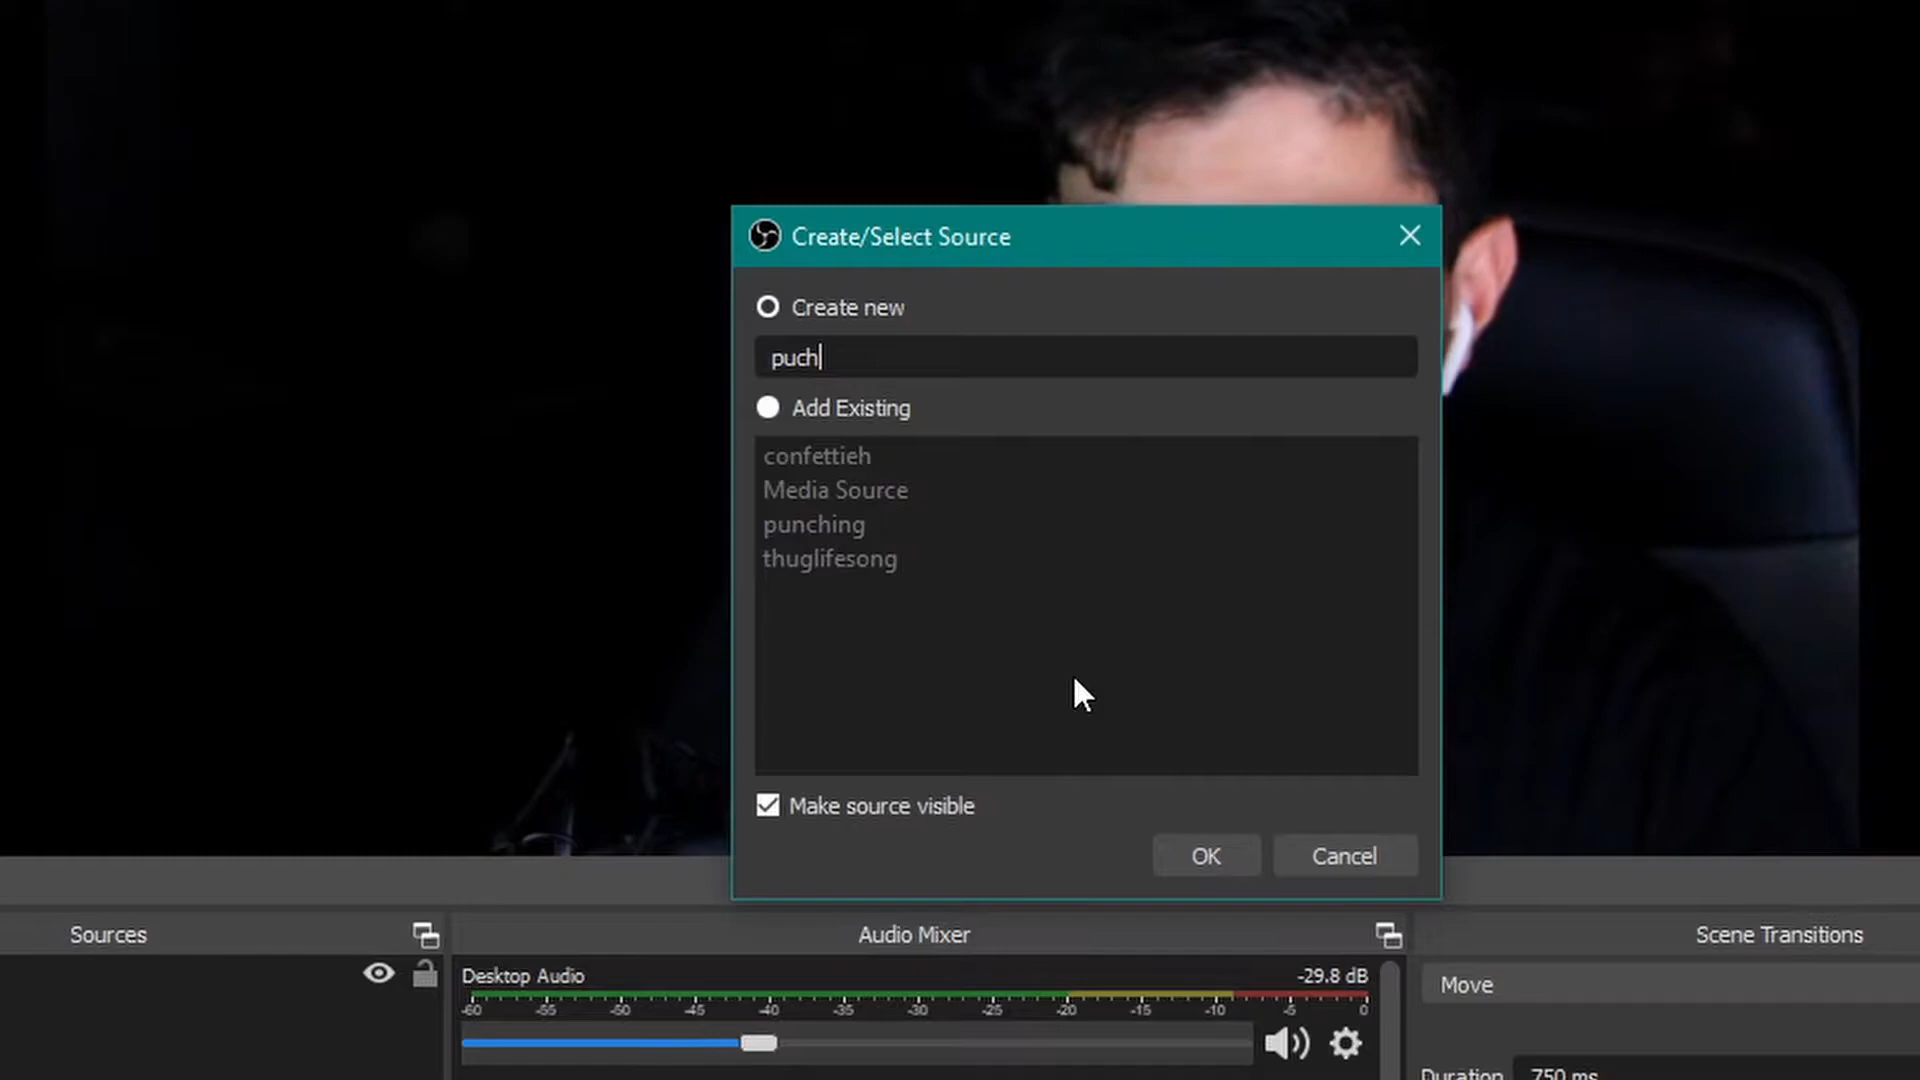 Create/Select Source
Create new
puch
Add Existing
confettieh
Media Source
punching
thuglifesong
Make source visible
OK Cancel
Sources Audio Mixer Scene Transitions
Desktop Audio -29.8 dB
-60 -55 -50 -45 -40 -35 -30 -25 -20 -15 -10 -5 0
Move
Duration 750 ms